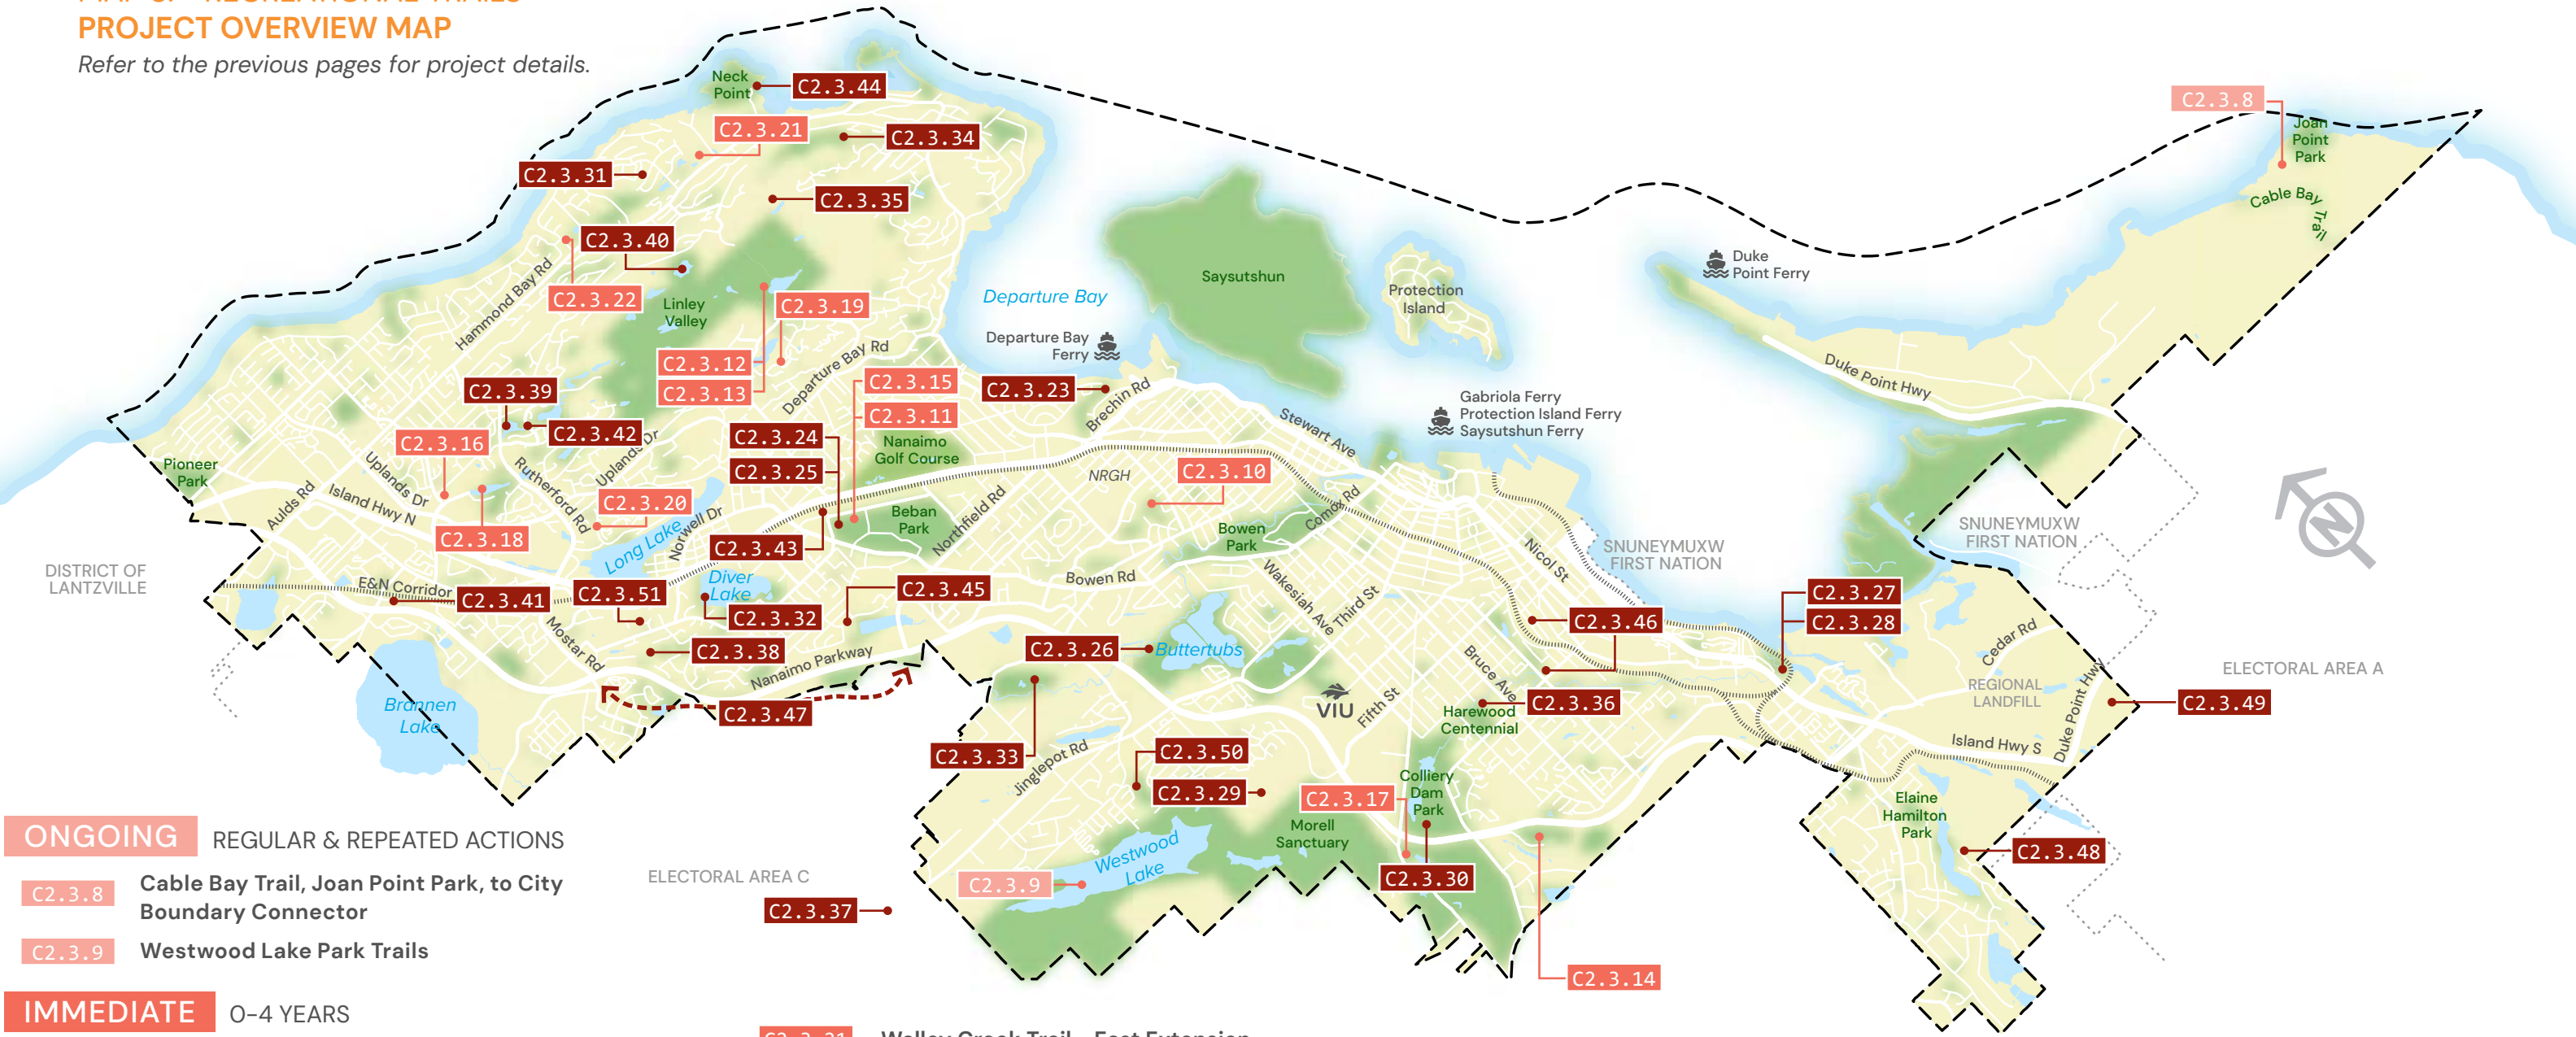 MAP 3: RECREATIONAL TRAILS
PROJECT OVERVIEW MAP
Refer to the previous pages for project details.
Neck
Point
C2.3.44
C2.3.21
C2.3.34
C2.3.31
C2.3.35
C2.3.40
C2.3.22
Hammond Bay Rd
Linley
Valley
C2.3.19
C2.3.12
C2.3.13
Departure Bay Rd
C2.3.8
Joan
Point
Park
Cable Bay Trail
Saysutshun
Protection
Island
Duke
Point Ferry
Departure Bay
Departure Bay
Ferry
Duke Point Hwy
C2.3.39
C2.3.42
C2.3.16
C2.3.15
C2.3.11
C2.3.23
Brechin Rd
Stewart Ave
Gabriola Ferry
Protection Island Ferry
Saysutshun Ferry
C2.3.24
C2.3.25
Nanaimo
Golf Course
NRGH
C2.3.10
Pioneer
Park
Aulds Rd
Uplands Dr
Island Hwy N
Rutherford Rd
Uplands Dr
C2.3.20
C2.3.18
Long Lake
Norwell Dr
C2.3.43
Beban
Park
Northfield Rd
Bowen
Park
Comox Rd
Nicol St
SNUNEYMUXW
FIRST NATION
SNUNEYMUXW
FIRST NATION
N
DISTRICT OF
LANTZVILLE
E&N Corridor
C2.3.41
C2.3.51
Diver
Lake
C2.3.32
C2.3.45
Bowen Rd
Wakesiah Ave
Third St
C2.3.46
C2.3.27
C2.3.28
Cedar Rd
Mostar Rd
C2.3.38
Nanaimo Parkway
C2.3.26
Buttertubs
Bruce Ave
ELECTORAL AREA A
REGIONAL
LANDFILL
Duke Point Hwy
C2.3.49
Brannen
Lake
C2.3.47
VIU
Fifth St
Harewood
Centennial
C2.3.36
C2.3.33
Jinglepot Rd
C2.3.50
C2.3.29
Island Hwy S
C2.3.17
Colliery
Dam
Park
Morell
Sanctuary
Elaine
Hamilton
Park
C2.3.48
Westwood
Lake
C2.3.9
C2.3.30
ELECTORAL AREA C
C2.3.37
C2.3.14
ONGOING REGULAR & REPEATED ACTIONS
C2.3.8 Cable Bay Trail, Joan Point Park, to City
Boundary Connector
C2.3.9 Westwood Lake Park Trails
IMMEDIATE 0-4 YEARS
C2.3.21 Walley Creek Trail - East Extension